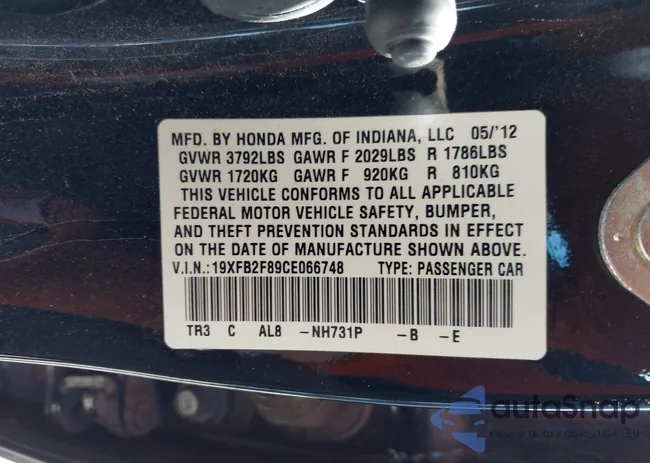 MFD. BY HONDA MFG. OF INDIANA, LLC 05/'12
GVWR 3792LBS GAWR F 2029LBS R 1786LBS
GVWR 1720KG GAWR F 920KG R 810KG
THIS VEHICLE CONFORMS TO ALL APPLICABLE
FEDERAL MOTOR VEHICLE SAFETY, BUMPER,
AND THEFT PREVENTION STANDARDS IN EFFECT
ON THE DATE OF MANUFACTURE SHOWN ABOVE.
V.I.N.: 19XFB2F89CE066748 TYPE: PASSENGER CAR
TR3 C AL8 -NH731P -B -E
autoSnap